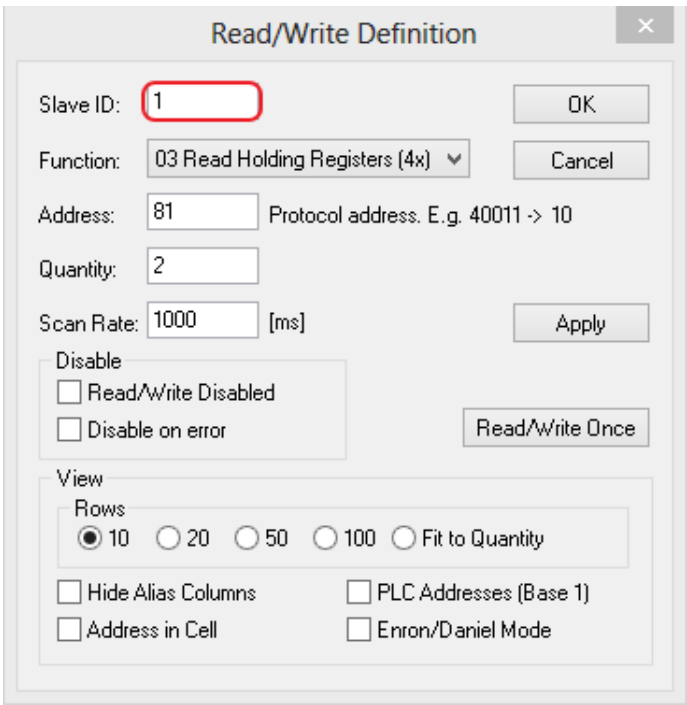 Read/Write Definition
Slave ID: 1 OK
Function: 03 Read Holding Registers (4x) Cancel
Address: 81 Protocol address. E.g. 40011 -> 10
Quantity: 2
Scan Rate: 1000 [ms] Apply
Disable
Read/Write Disabled
Disable on error Read/Write Once
View
Rows
10 20 50 100 Fit to Quantity
Hide Alias Columns PLC Addresses (Base 1)
Address in Cell Enron/Daniel Mode